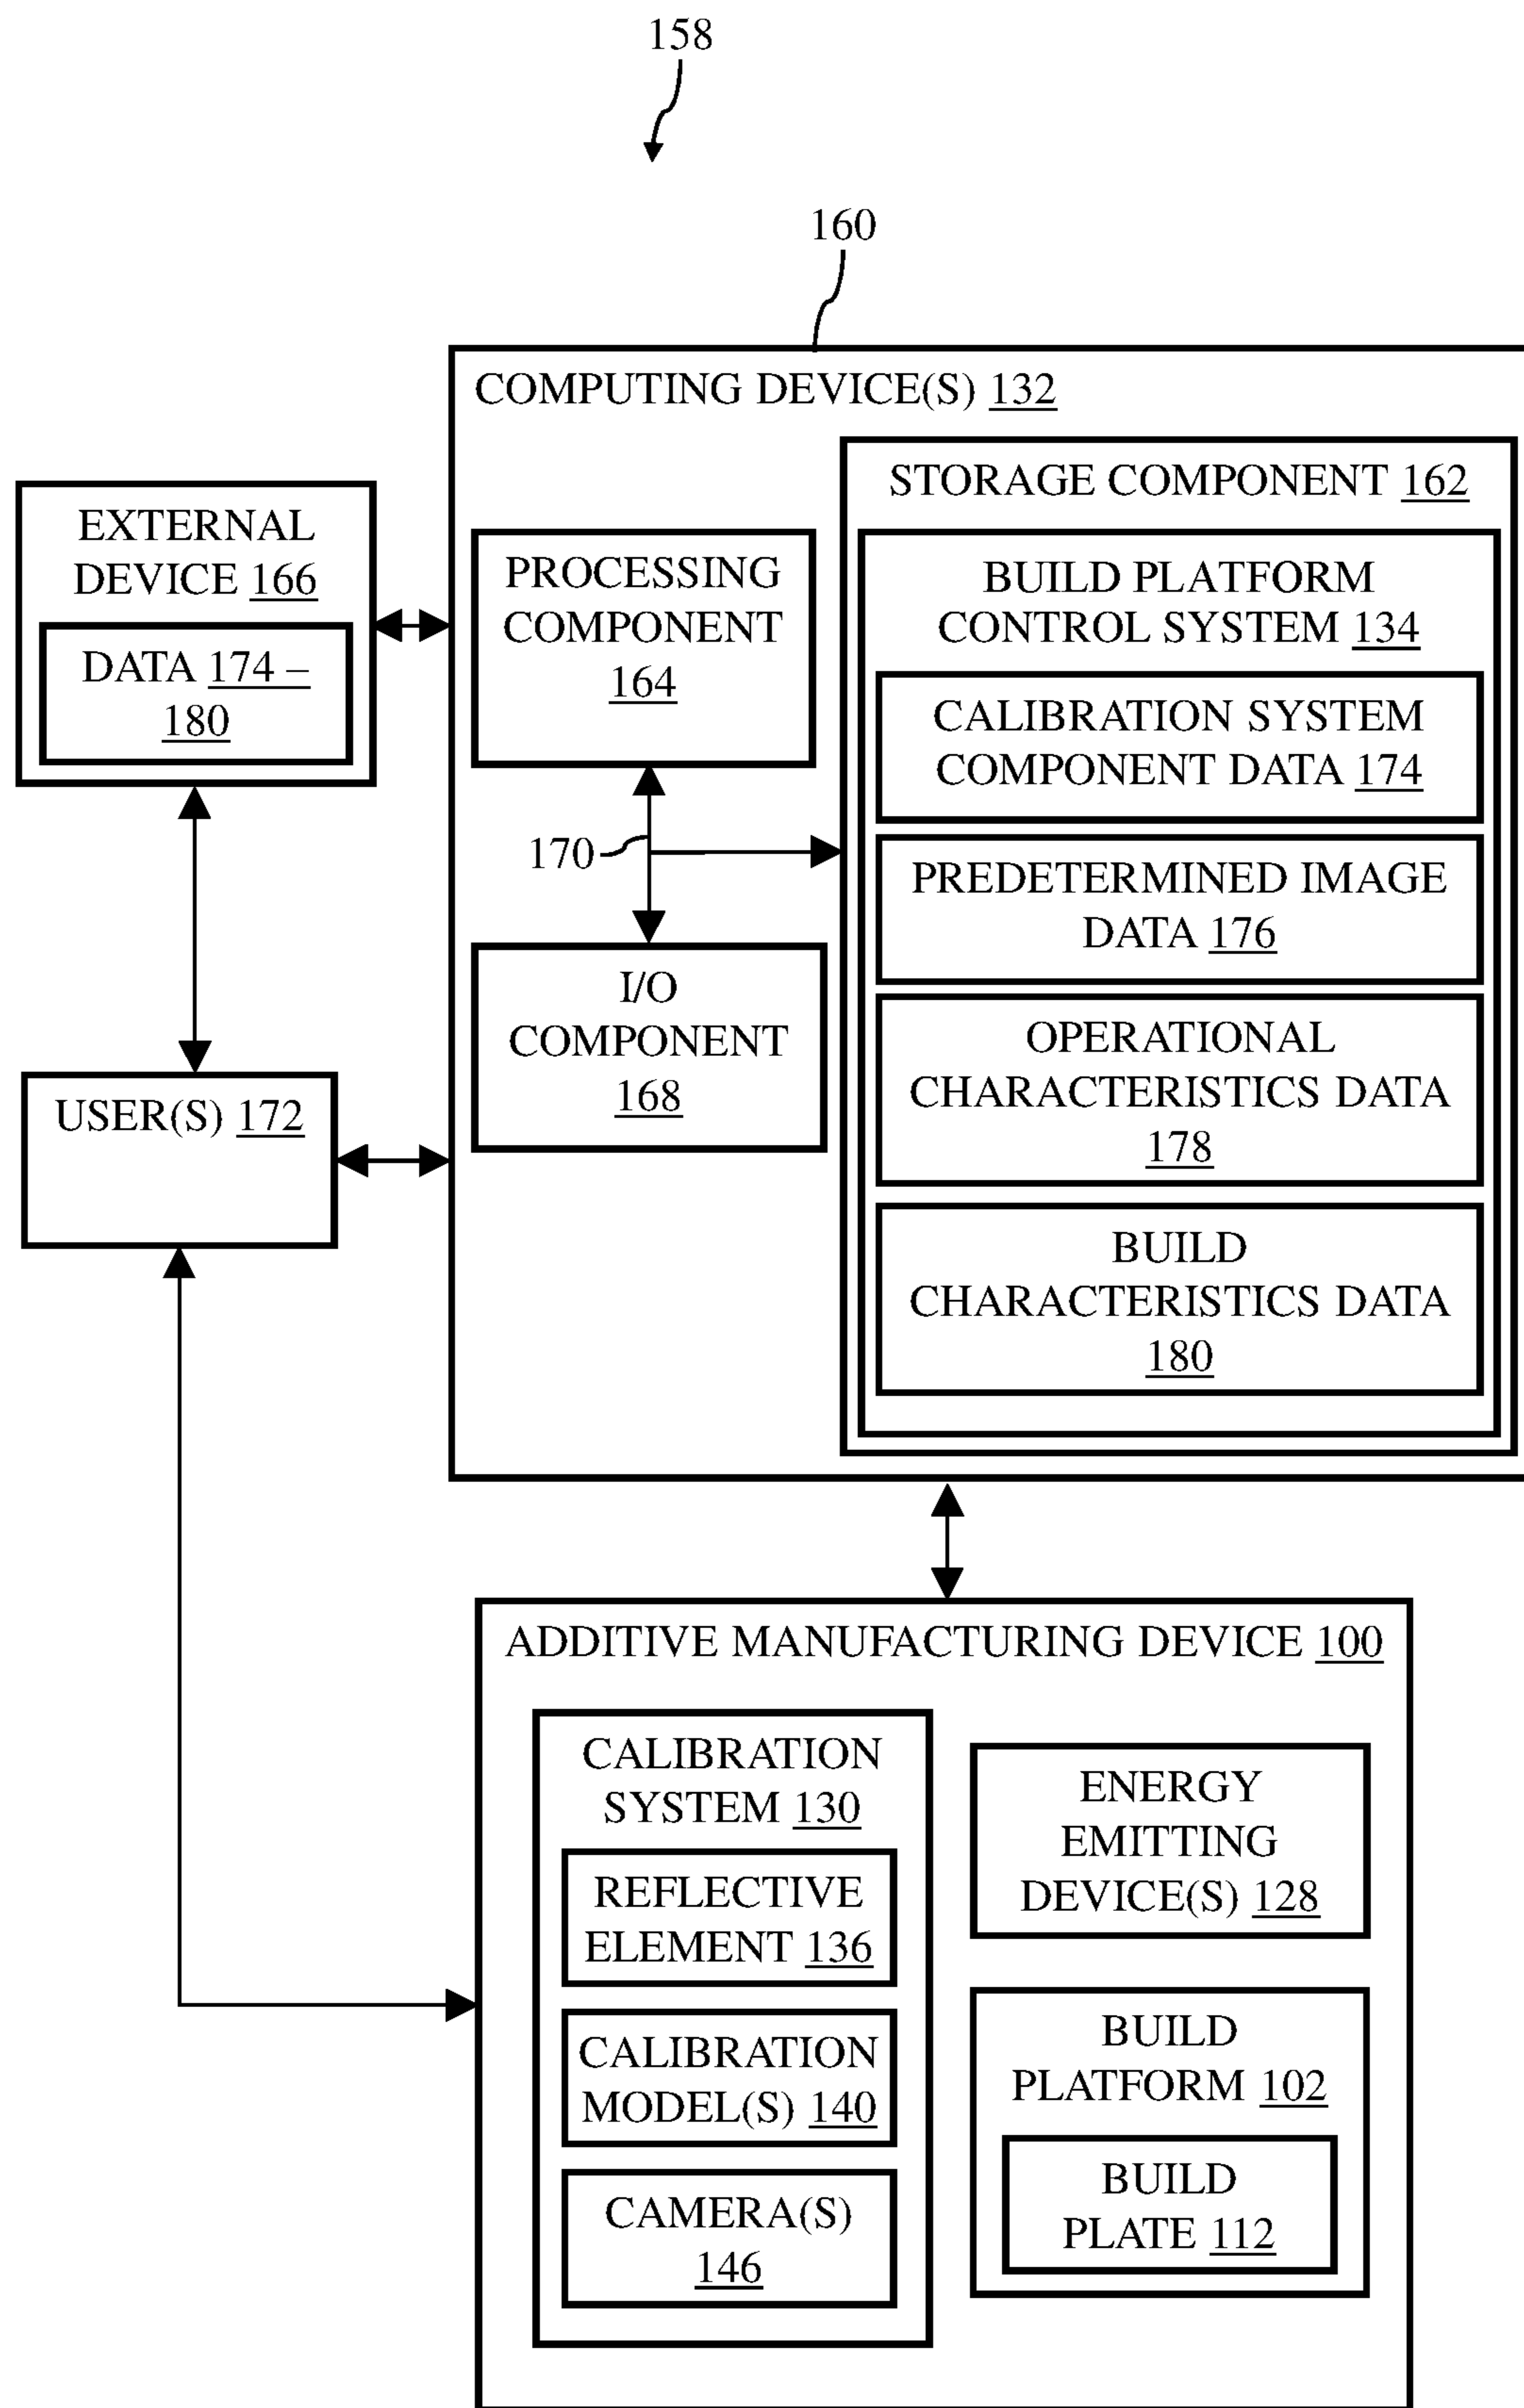 158
160
COMPUTING DEVICE(S) 132
STORAGE COMPONENT 162
EXTERNAL
DEVICE 166
DATA 174 –
180
PROCESSING
COMPONENT
164
BUILD PLATFORM
CONTROL SYSTEM 134
CALIBRATION SYSTEM
COMPONENT DATA 174
170
PREDETERMINED IMAGE
DATA 176
I/O
COMPONENT
168
OPERATIONAL
CHARACTERISTICS DATA
178
USER(S) 172
BUILD
CHARACTERISTICS DATA
180
ADDITIVE MANUFACTURING DEVICE 100
CALIBRATION
SYSTEM 130
REFLECTIVE
ELEMENT 136
CALIBRATION
MODEL(S) 140
CAMERA(S)
146
ENERGY
EMITTING
DEVICE(S) 128
BUILD
PLATFORM 102
BUILD
PLATE 112